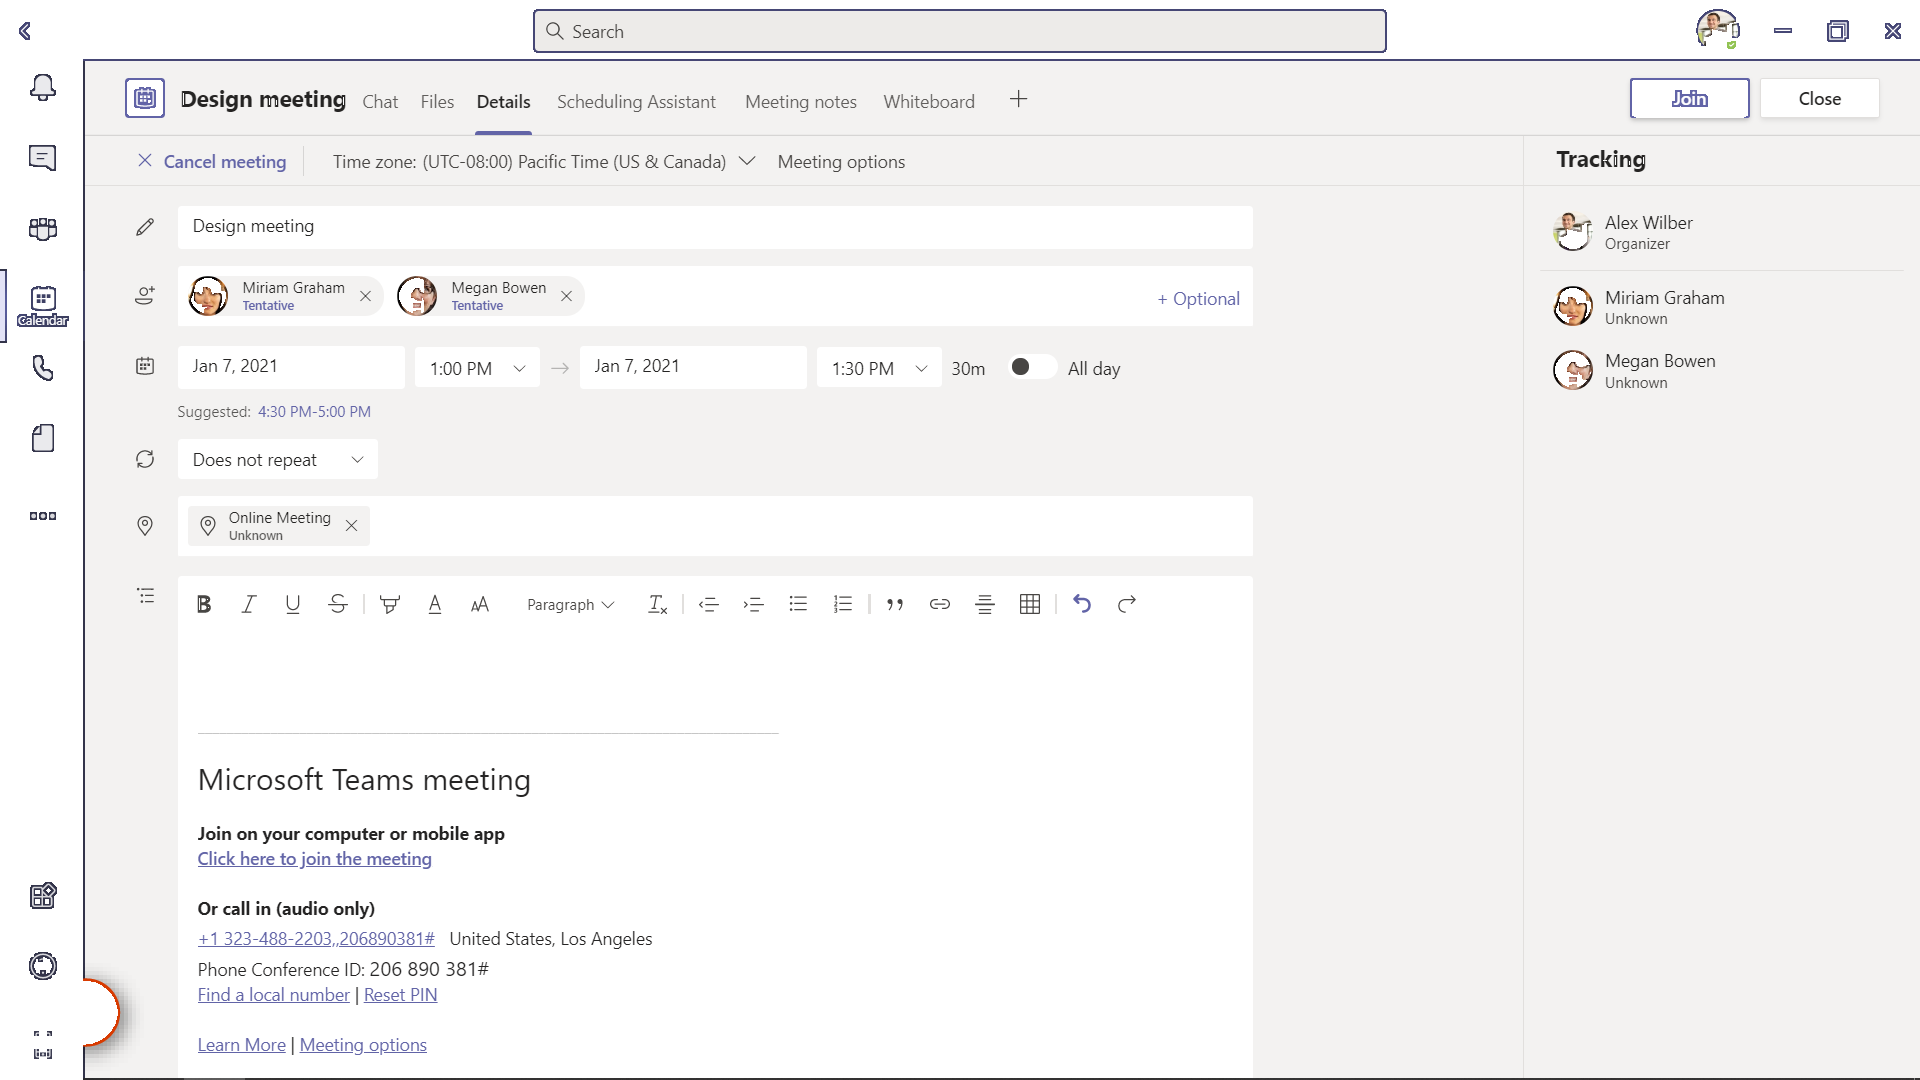 Search
Design meeting Chat Files Details Scheduling Assistant Meeting notes Whiteboard Join Close
Cancel meeting Time zone: (UTC-08:00) Pacific Time (US & Canada) Meeting options Tracking
Design meeting
Alex Wilber
Organizer
Miriam Graham
Tentative
Megan Bowen
Tentative
+ Optional
Miriam Graham
Unknown
Megan Bowen
Unknown
Calendar
Jan 7, 2021 1:00 PM Jan 7, 2021 1:30 PM 30m All day
Suggested: 4:30 PM-5:00 PM
Does not repeat
Online Meeting
Unknown
Paragraph
Microsoft Teams meeting
Join on your computer or mobile app
Click here to join the meeting
Or call in (audio only)
+1 323-488-2203,,206890381# United States, Los Angeles
Phone Conference ID: 206 890 381#
Find a local number | Reset PIN
Learn More | Meeting options